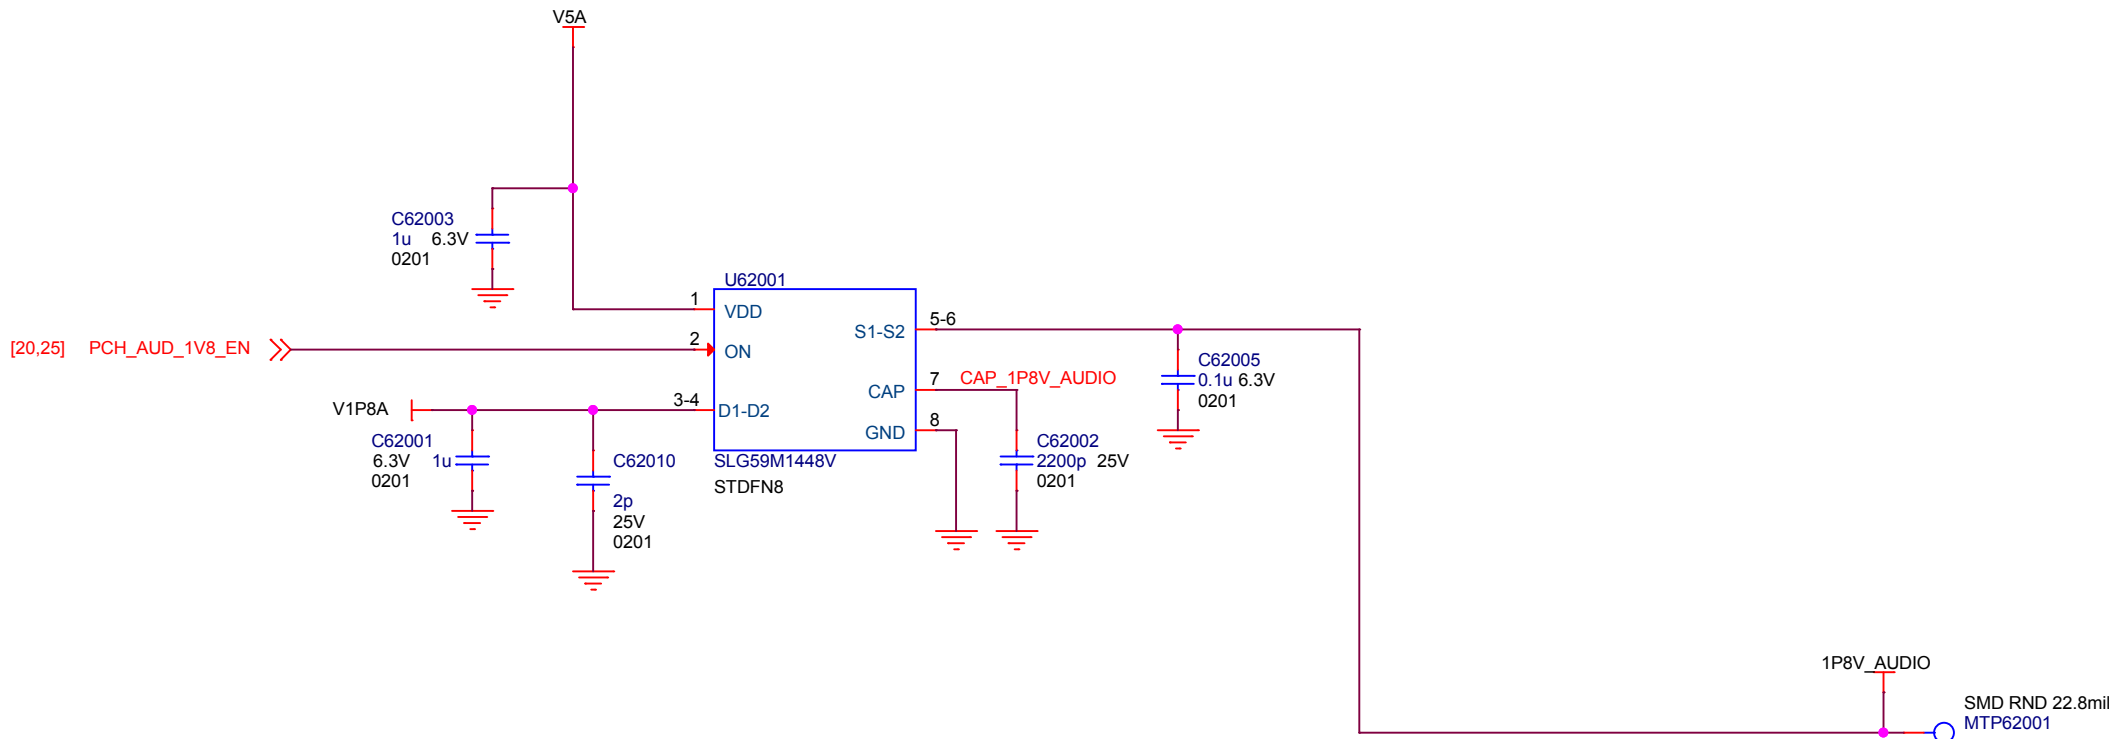 V5A
C62003
1u 6.3V
0201
U62001
1
VDD
5-6
S1-S2
[20,25] PCH_AUD_1V8_EN
2
ON
C62005
0.1u 6.3V
0201
7
CAP_1P8V_AUDIO
CAP
V1P8A
3-4
D1-D2
8
GND
C62001
6.3V 1u
0201
C62010
2p
25V
0201
SLG59M1448V
STDFN8
C62002
2200p 25V
0201
1P8V_AUDIO
SMD RND 22.8mil
MTP62001